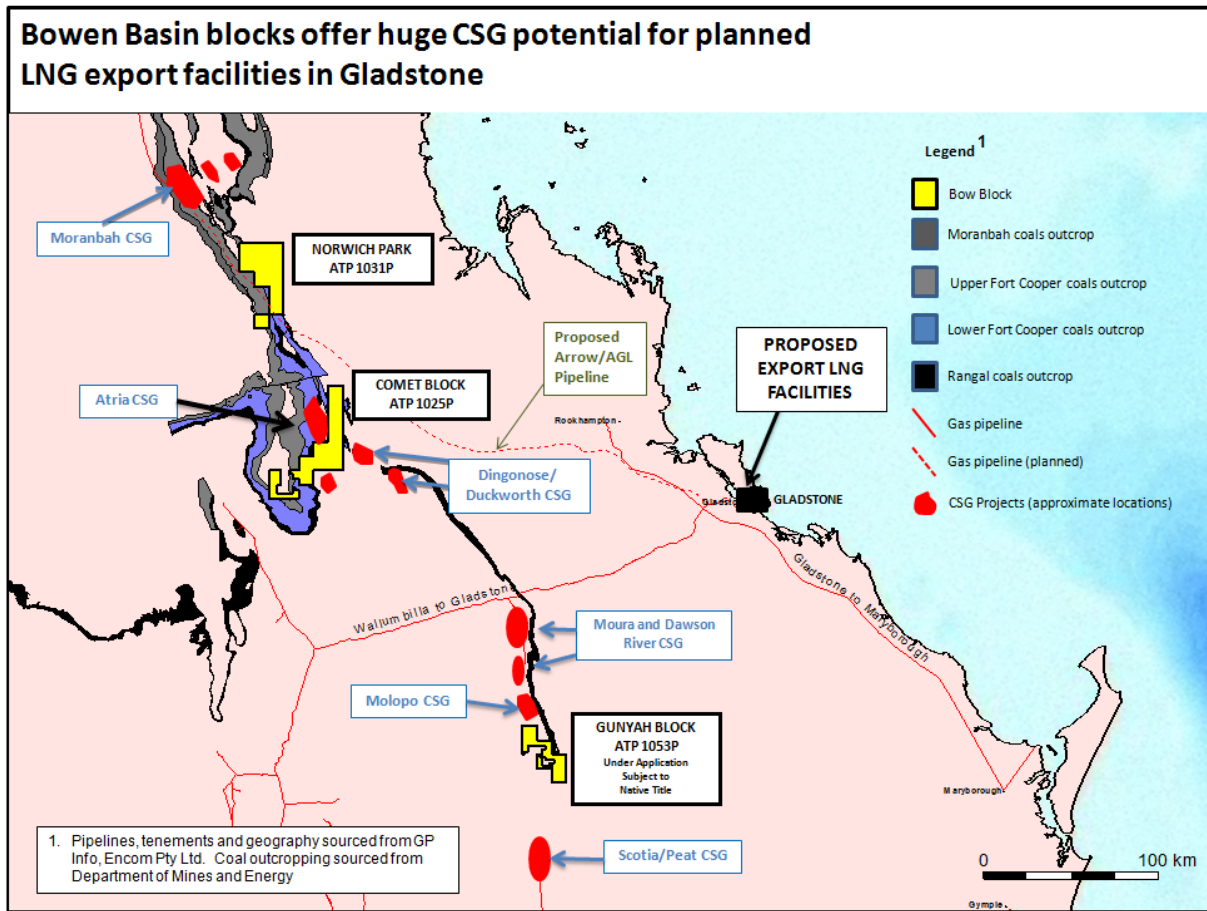 Bowen Basin blocks offer huge CSG potential for planned
LNG export facilities in Gladstone
Legend 1
Bow Block
Moranbah coals outcrop
Upper Fort Cooper coals outcrop
Lower Fort Cooper coals outcrop
Rangal coals outcrop
Gas pipeline
Gas pipeline (planned)
CSG Projects (approximate locations)
Moranbah CSG
NORWICH PARK
ATP 1031P
Proposed
Arrow/AGL
Pipeline
PROPOSED
EXPORT LNG
FACILITIES
COMET BLOCK
ATP 1025P
Atria CSG
Rookhampton
Dingonose/
Duckworth CSG
Gladstone
GLADSTONE
Wallumbilla to Gladstone
Gladstone to Maryborough
Moura and Dawson
River CSG
Molopo CSG
GUNYAH BLOCK
ATP 1053P
Under Application
Subject to
Native Title
Maryborough
1. Pipelines, tenements and geography sourced from GP
Info, Encom Pty Ltd. Coal outcropping sourced from
Department of Mines and Energy
Scotia/Peat CSG
0 100 km
Gympie